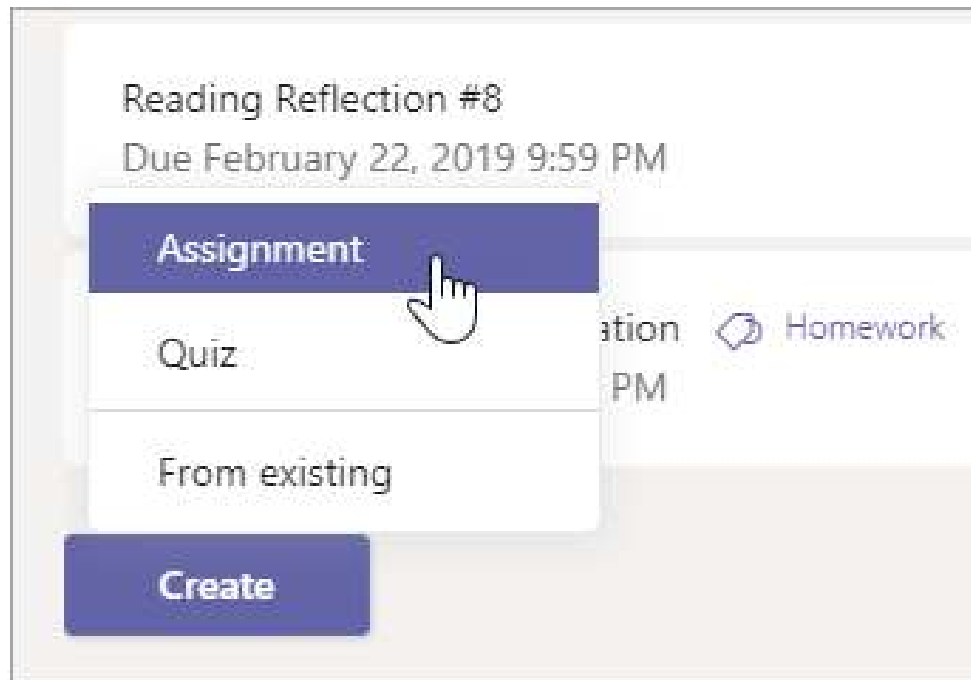 Reading Reflection #8
Due February 22, 2019 9:59 PM
Assignment
Quiz
ation Homework
PM
From existing
Create